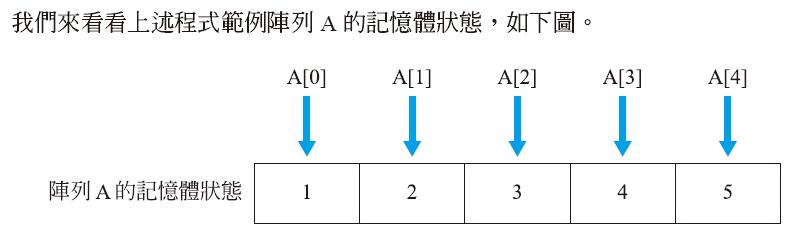 我們來看看上述程式範例陣列 A 的記憶體狀態，如下圖。
A[0] A[1] A[2] A[3] A[4]
陣列 A 的記憶體狀態 1 2 3 4 5